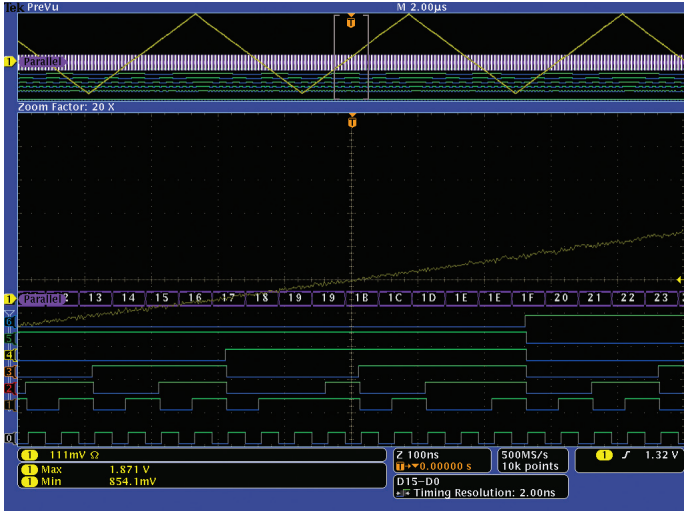 Tek PreVu M 2.00µs
T
1 Parallel
Zoom Factor: 20 X
T
1 Parallel 2 13 14 15 16 17 18 19 19 1B 1C 1D 1E 1E 1F 20 21 22 23
6
5
4
3
2
1
0
1 111mV Ω Z 100ns 500MS/s 1 1.32 V
T→▼0.00000 s 10k points
1 Max 1.871 V
1 Min 854.1mV
D15-D0
Timing Resolution: 2.00ns